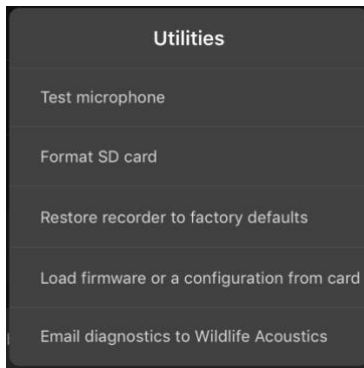 Utilities
Test microphone
Format SD card
Restore recorder to factory defaults
Load firmware or a configuration from card
Email diagnostics to Wildlife Acoustics